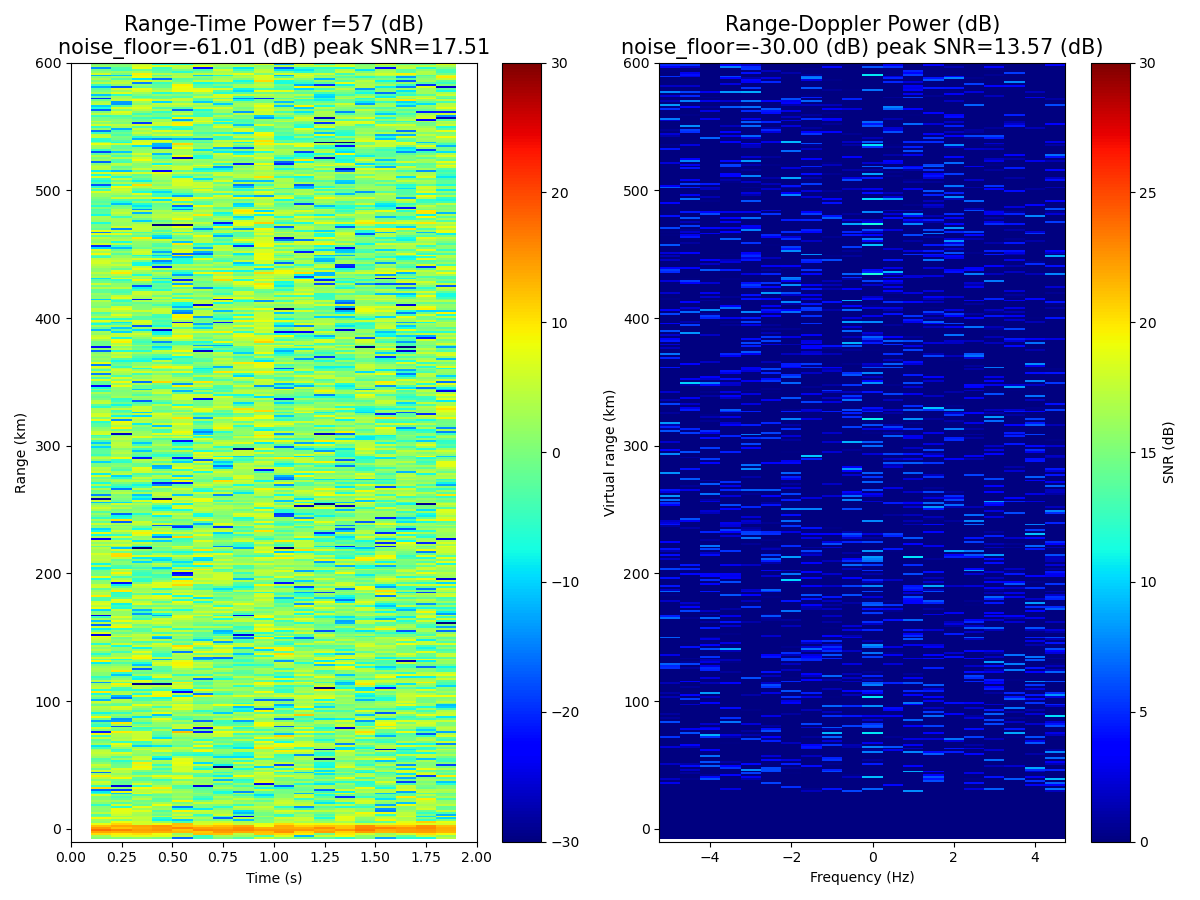 Range-Time Power f=57 (dB)
noise_floor=-61.01 (dB) peak SNR=17.51
600
500
400
300
200
100
0
Range (km)
0.00 0.25 0.50 0.75 1.00 1.25 1.50 1.75 2.00
Time (s)
30
20
10
0
−10
−20
−30
Range-Doppler Power (dB)
noise_floor=-30.00 (dB) peak SNR=13.57 (dB)
600
500
400
300
200
100
0
Virtual range (km)
−4 −2 0 2 4
Frequency (Hz)
30
25
20
15
10
5
0
SNR (dB)